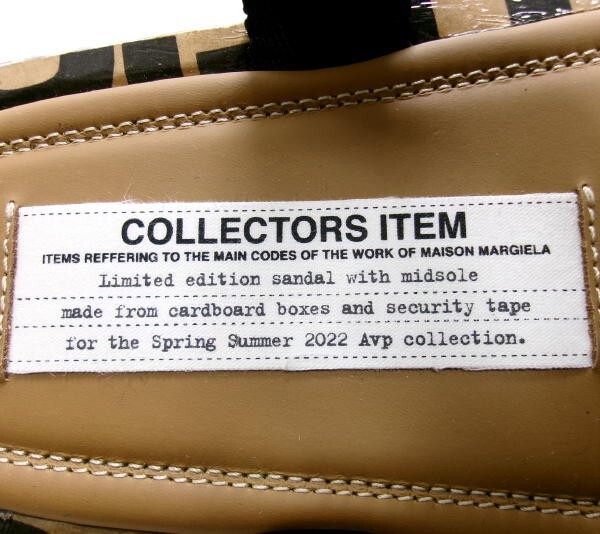 COLLECTORS ITEM
ITEMS REFFERING TO THE MAIN CODES OF THE WORK OF MAISON MARGIELA
Limited edition sandal with midsole
made from cardboard boxes and security tape
for the Spring Summer 2022 Avp collection.